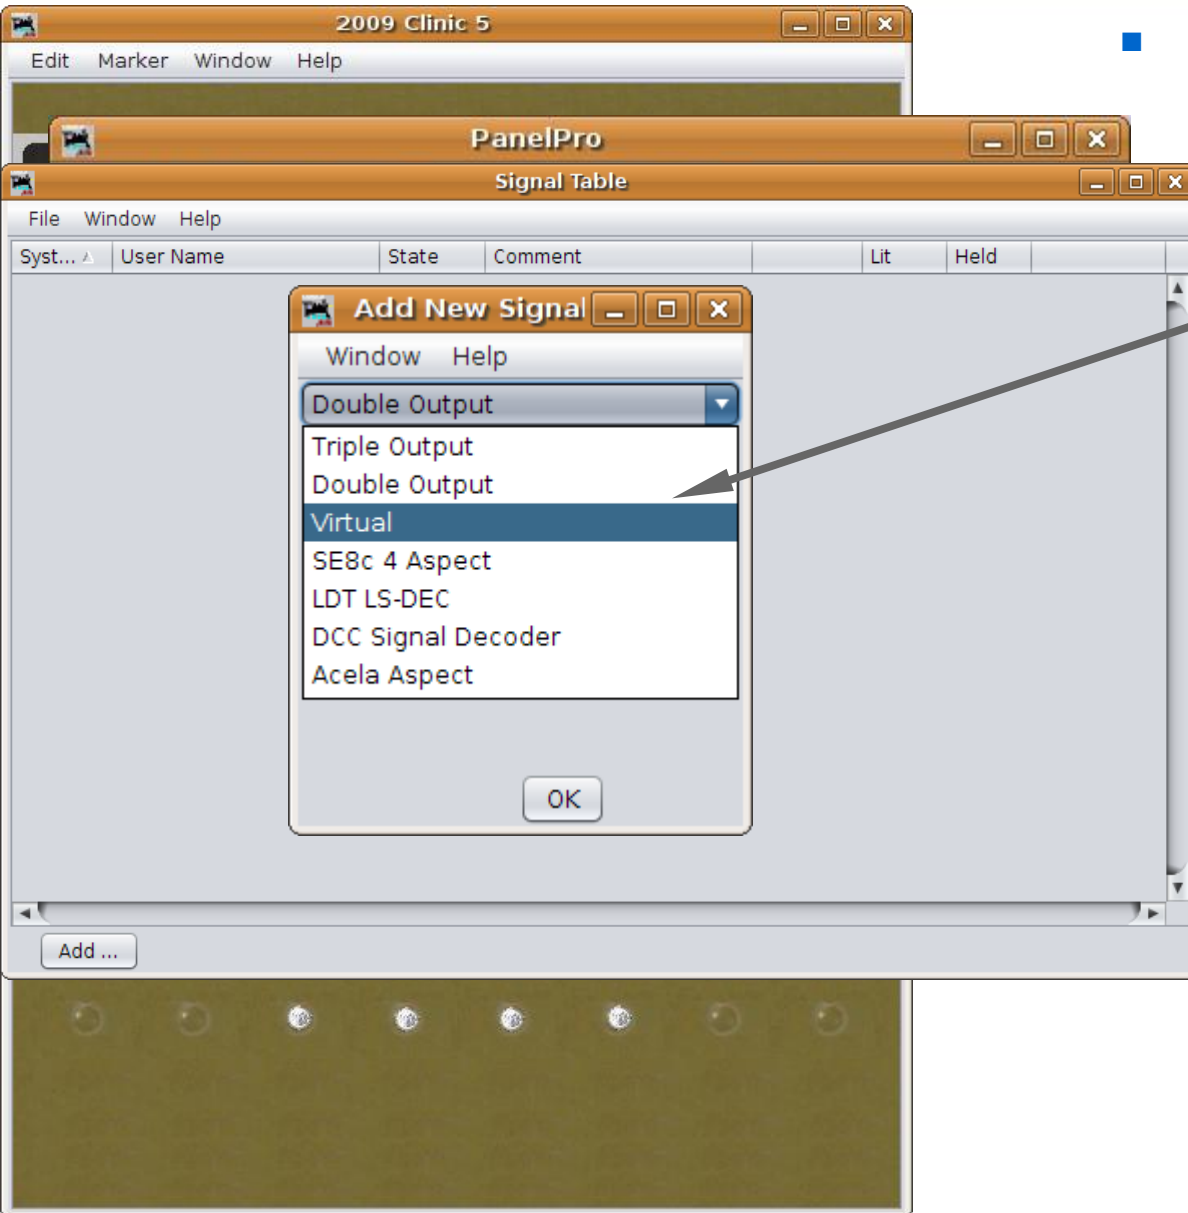 2009 Clinic 5
Edit Marker Window Help
PanelPro
Signal Table
File Window Help
Syst... User Name State Comment Lit Held
Add New Signal
Window Help
Double Output
Triple Output
Double Output
Virtual
SE8c 4 Aspect
LDT LS-DEC
DCC Signal Decoder
Acela Aspect
OK
Add ...